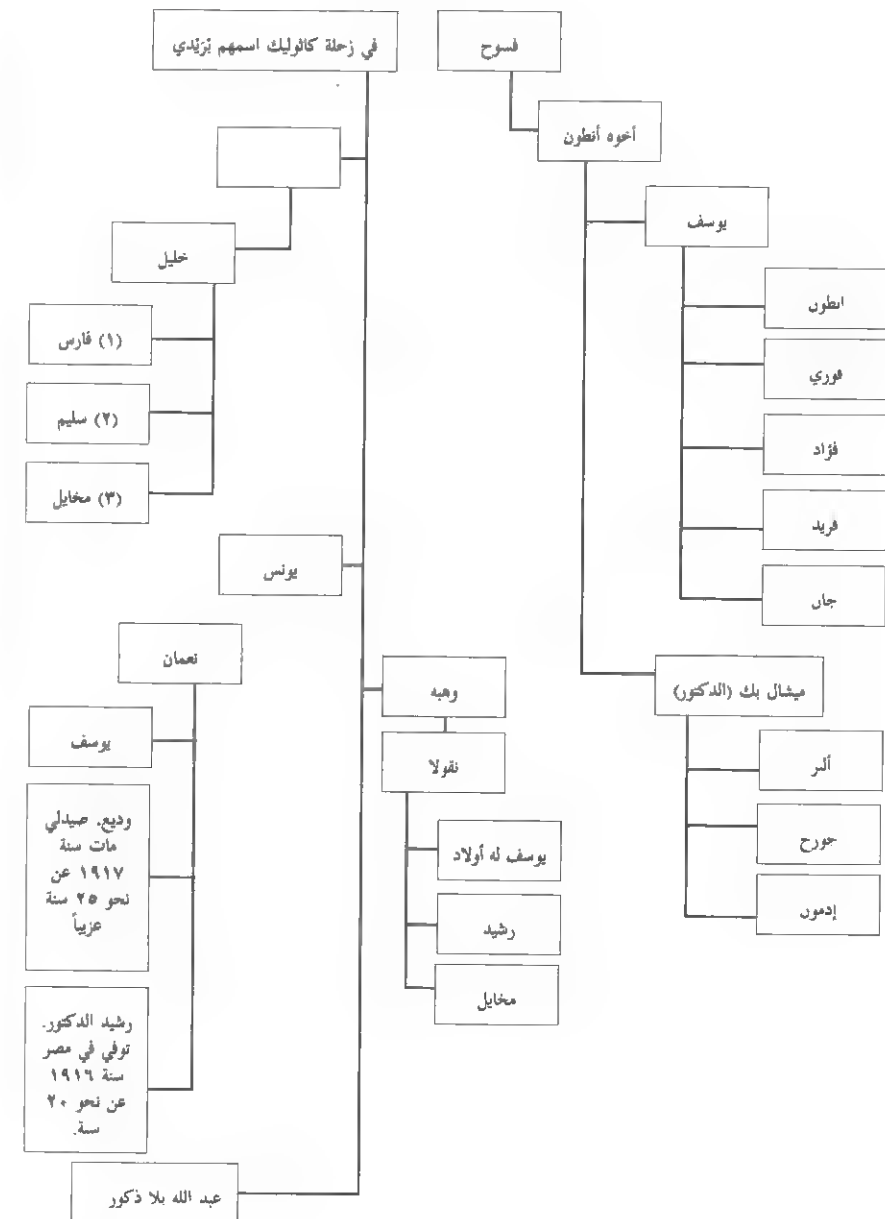 فسوح
أخوه أنطون
يوسف
انطون
فوري
فؤاد
فريد
جان
ميشال بك (الدكتور)
ألبر
جورج
إدمون
في زحلة كاثوليك اسمهم بُرَيْدي
خليل
(١) فارس
(٢) سليم
(٣) مخايل
يونس
نعمان
يوسف
وديع. صيدلي
مات سنة
١٩١٧ عن
نحو ٢٥ سنة
عزيباً
رشيد الدكتور.
توفي في مصر
سنة ١٩١٦
عن نحو ٢٠
سنة.
وهبه
نقولا
يوسف له أولاد
رشيد
مخايل
عبد الله بلا ذكور